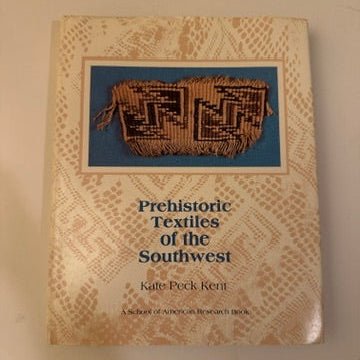 Prehistoric
Textiles
of the
Southwest
Kate Peck Kent
A School of American Research Book